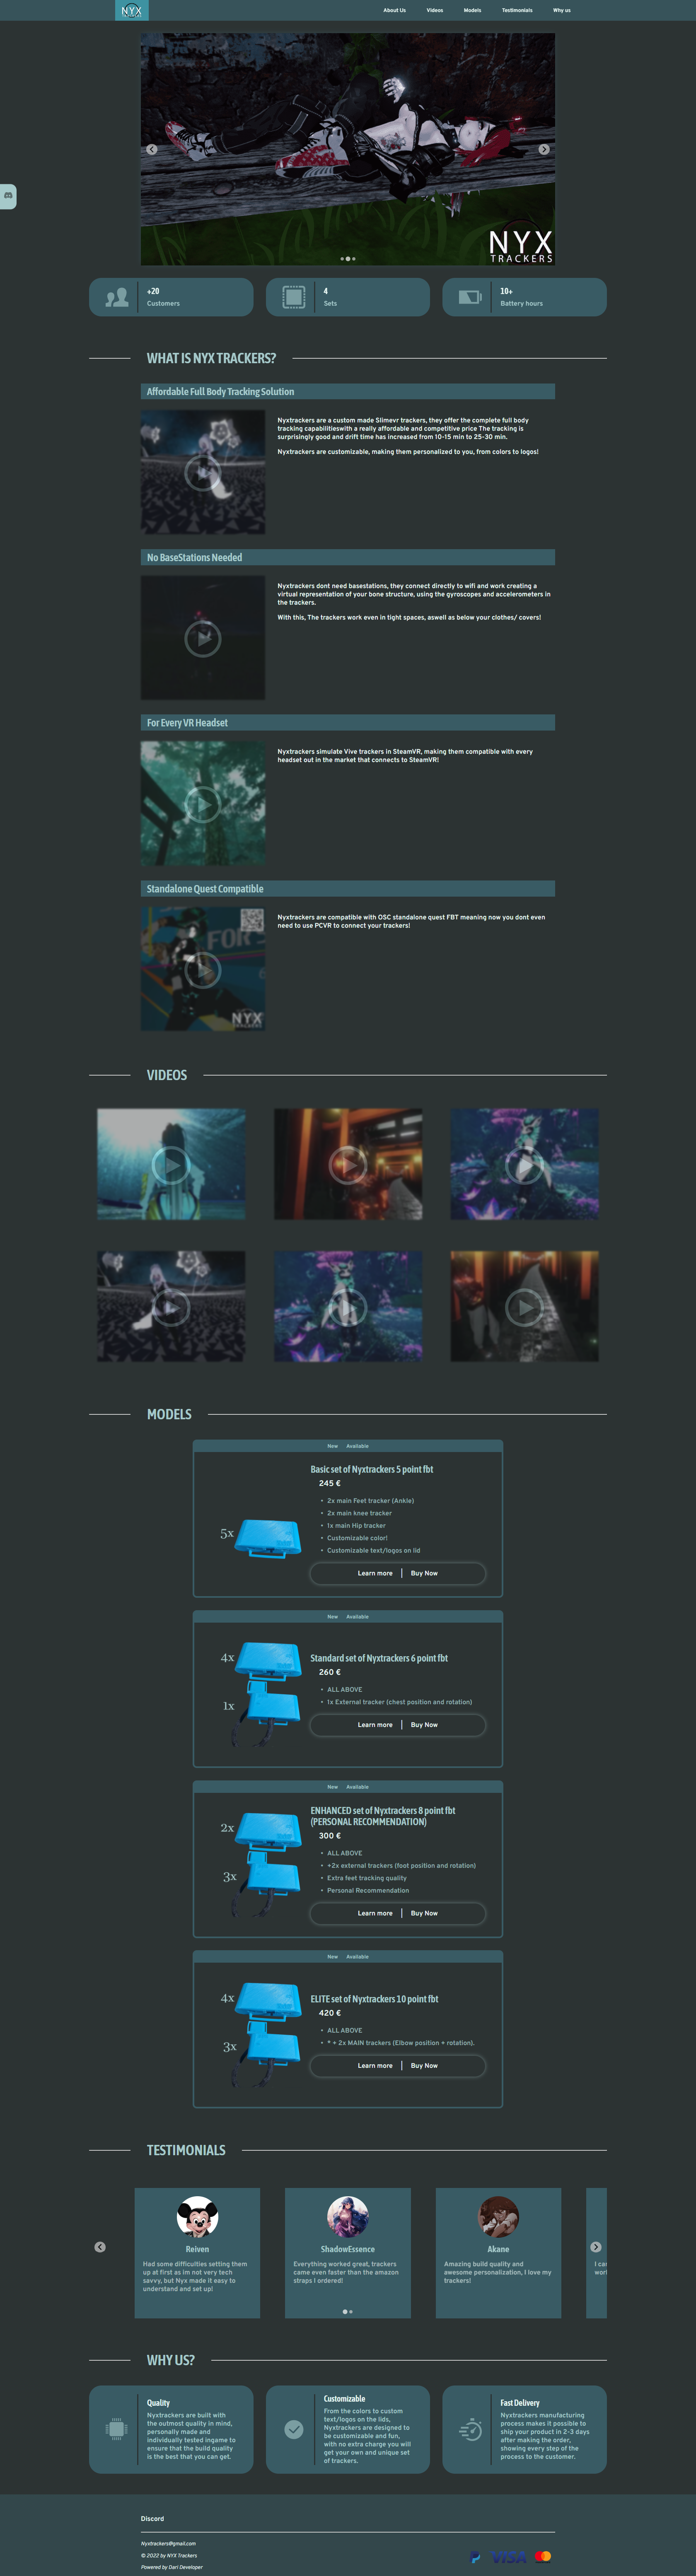 NYX
About Us
Videos
Models
Testimonials
Why us
NYX
TRACKERS
+20
Customers
4
Sets
10+
Battery hours
WHAT IS NYX TRACKERS?
Affordable Full Body Tracking Solution
Nyxtrackers are a custom made Slimevr trackers, they offer the complete full body
tracking capabilitieswith a really affordable and competitive price The tracking is
surprisingly good and drift time has increased from 10-15 min to 25-30 min.
Nyxtrackers are customizable, making them personalized to you, from colors to logos!
No BaseStations Needed
Nyxtrackers dont need basestations, they connect directly to wifi and work creating a
virtual representation of your bone structure, using the gyroscopes and accelerometers in
the trackers.
With this, The trackers work even in tight spaces, aswell as below your clothes/ covers!
For Every VR Headset
Nyxtrackers simulate Vive trackers in SteamVR, making them compatible with every
headset out in the market that connects to SteamVR!
Standalone Quest Compatible
FOR
NYX
TRACKERS
Nyxtrackers are compatible with OSC standalone quest FBT meaning now you dont even
need to use PCVR to connect your trackers!
VIDEOS
MODELS
New Available
5x
Basic set of Nyxtrackers 5 point fbt
245 €
• 2x main Feet tracker (Ankle)
• 2x main knee tracker
• 1x main Hip tracker
• Customizable color!
• Customizable text/logos on lid
Learn more | Buy Now
New Available
4x
1x
Standard set of Nyxtrackers 6 point fbt
260 €
• ALL ABOVE
• 1x External tracker (chest position and rotation)
Learn more | Buy Now
New Available
2x
3x
ENHANCED set of Nyxtrackers 8 point fbt
(PERSONAL RECOMMENDATION)
300 €
• ALL ABOVE
• +2x external trackers (foot position and rotation)
• Extra feet tracking quality
• Personal Recommendation
Learn more | Buy Now
New Available
4x
3x
ELITE set of Nyxtrackers 10 point fbt
420 €
• ALL ABOVE
• * + 2x MAIN trackers (Elbow position + rotation).
Learn more | Buy Now
TESTIMONIALS
Reiven
Had some difficulties setting them
up at first as im not very tech
savvy, but Nyx made it easy to
understand and set up!
ShadowEssence
Everything worked great, trackers
came even faster than the amazon
straps I ordered!
Akane
Amazing build quality and
awesome personalization, I love my
trackers!
I ca
wor
WHY US?
Quality
Nyxtrackers are built with
the outmost quality in mind,
personally made and
individually tested ingame to
ensure that the build quality
is the best that you can get.
Customizable
From the colors to custom
text/logos on the lids,
Nyxtrackers are designed to
be customizable and fun,
with no extra charge you will
get your own and unique set
of trackers.
Fast Delivery
Nyxtrackers manufacturing
process makes it possible to
ship your product in 2-3 days
after making the order,
showing every step of the
process to the customer.
Discord
Nyxtrackers@gmail.com
© 2022 by NYX Trackers
Powered by Dari Developer
VISA